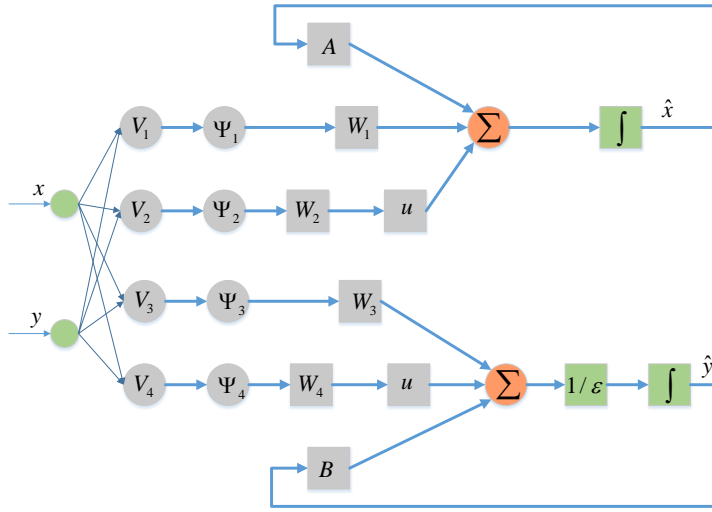 A
x̂
V₁ Ψ₁ W₁ Σ ∫
x
V₂ Ψ₂ W₂ u
V₃ Ψ₃ W₃
y
V₄ Ψ₄ W₄ u Σ 1/ε ∫ ŷ
B